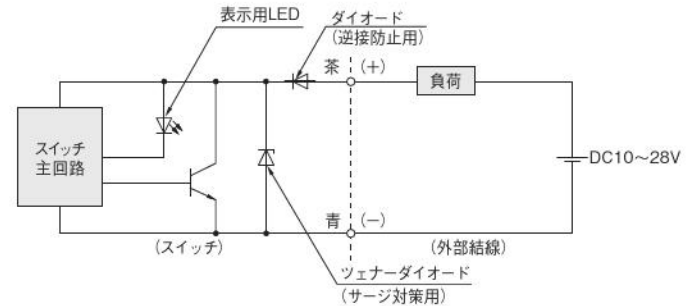 表示用LED
ダイオード
(逆接防止用)
茶 (+)
負荷
スイッチ
主回路
DC10～28V
青 (−)
(スイッチ)
(外部結線)
ツェナーダイオード
(サージ対策用)